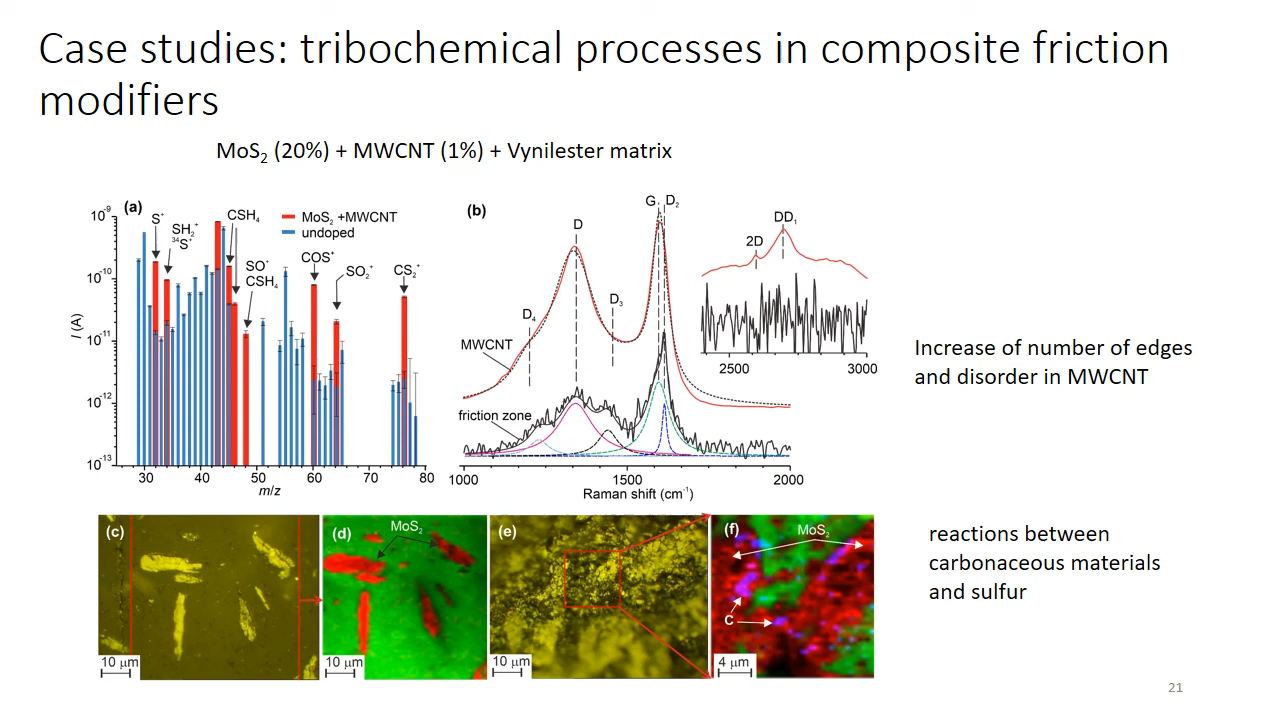 Case studies: tribochemical processes in composite friction
modifiers
MoS₂ (20%) + MWCNT (1%) + Vynilester matrix
(a)
S⁺
SH₂⁺
³⁴S⁺
CSH₄
MoS₂ +MWCNT
undoped
SO⁺
CSH₄
COS⁺
SO₂⁺
CS₂⁺
I (A)
10⁻⁹
10⁻¹⁰
10⁻¹¹
10⁻¹²
10⁻¹³
30 40 50 60 70 80
m/z
(b)
D
G
D₂
D₄
D₃
MWCNT
friction zone
2D
DD₁
2500 3000
1000 1500 2000
Raman shift (cm⁻¹)
Increase of number of edges
and disorder in MWCNT
(c)
10 μm
(d)
MoS₂
10 μm
(e)
10 μm
(f)
MoS₂
C
4 μm
reactions between
carbonaceous materials
and sulfur
21